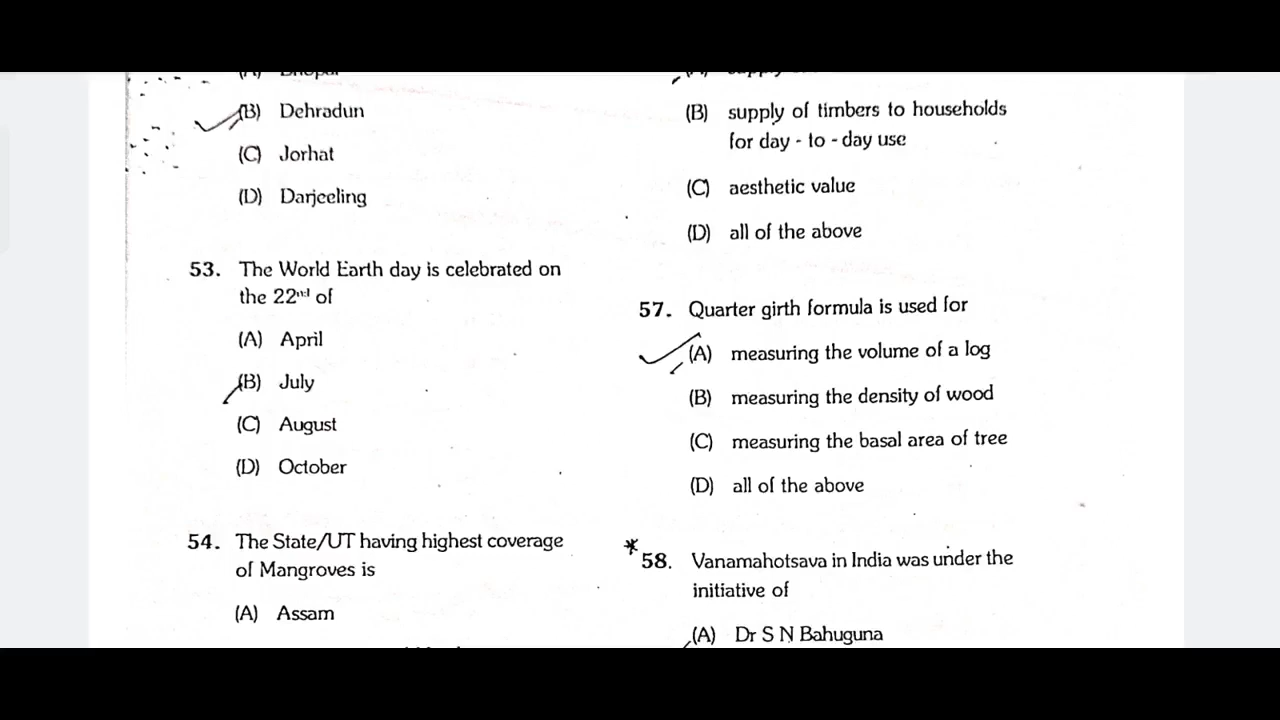 (B) Dehradun
(C) Jorhat
(D) Darjeeling
53. The World Earth day is celebrated on
the 22nd of
(A) April
(B) July
(C) August
(D) October
54. The State/UT having highest coverage
of Mangroves is
(A) Assam
(B) supply of timbers to households
for day - to - day use
(C) aesthetic value
(D) all of the above
57. Quarter girth formula is used for
(A) measuring the volume of a log
(B) measuring the density of wood
(C) measuring the basal area of tree
(D) all of the above
*58. Vanamahotsava in India was under the
initiative of
(A) Dr S N Bahuguna